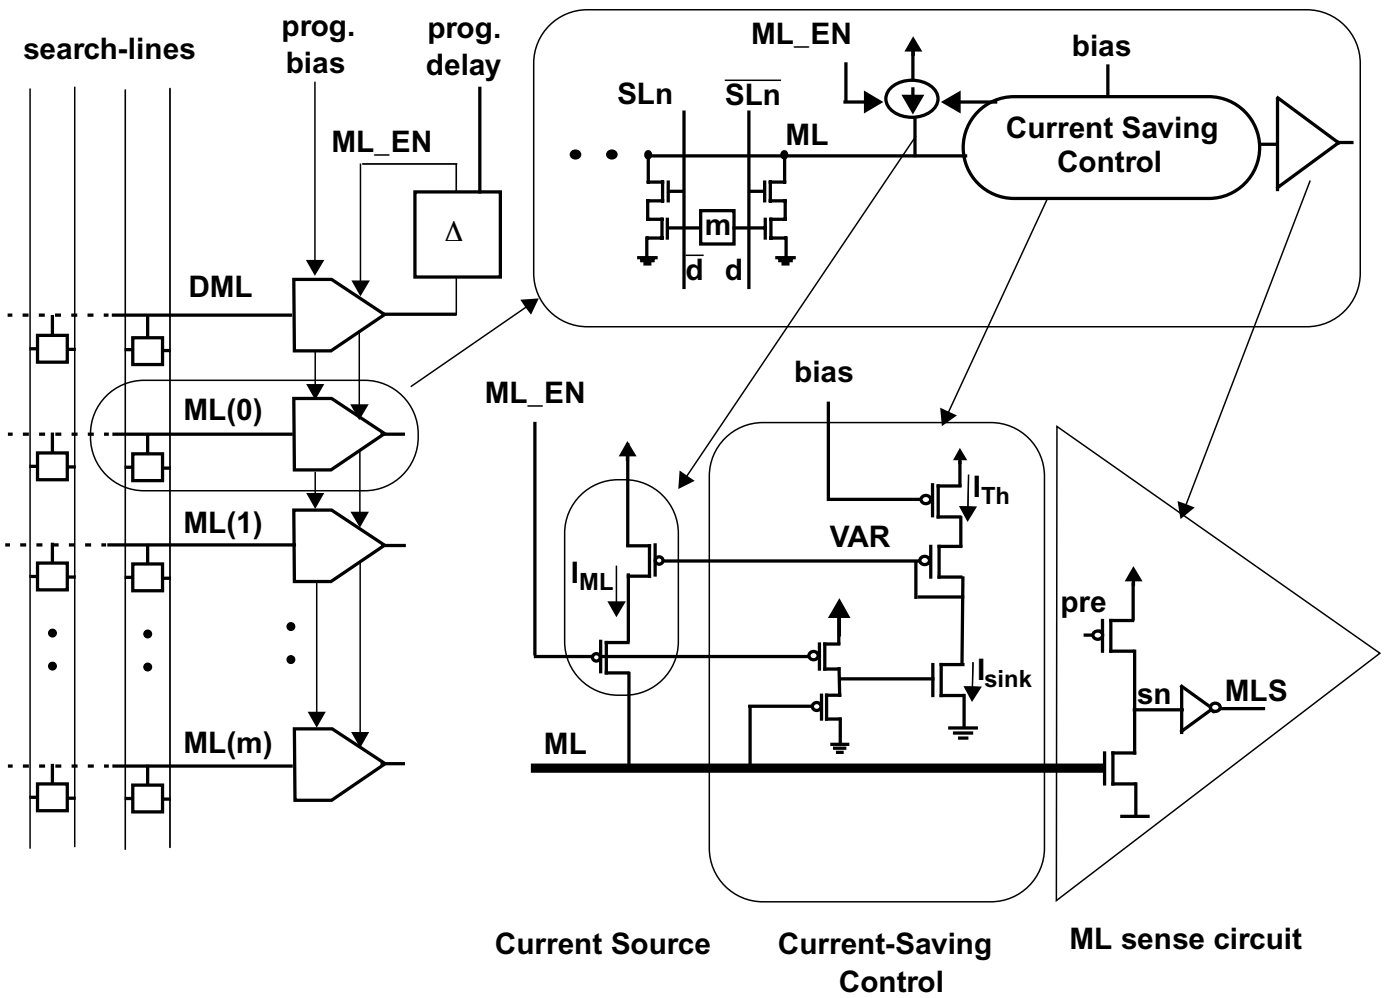 search-lines
prog.
bias
prog.
delay
ML_EN
Δ
DML
ML(0)
ML(1)
ML(m)
ML_EN
bias
SLn
SLn
ML
Current Saving
Control
m
d
d
ML_EN
bias
I_Th
VAR
I_ML
I_sink
ML
pre
sn
MLS
Current Source
Current-Saving
Control
ML sense circuit